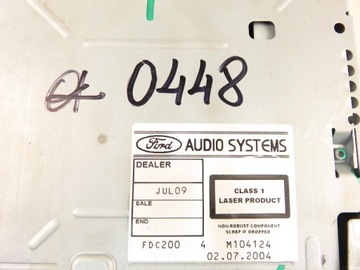 ok 0448
Ford AUDIO SYSTEMS
DEALER
JUL09
SALE
END
CLASS 1
LASER PRODUCT
NON-ROBUST COMPONENT
SCRAP IF DROPPED
FDC200 4 M104124
02.07.2004